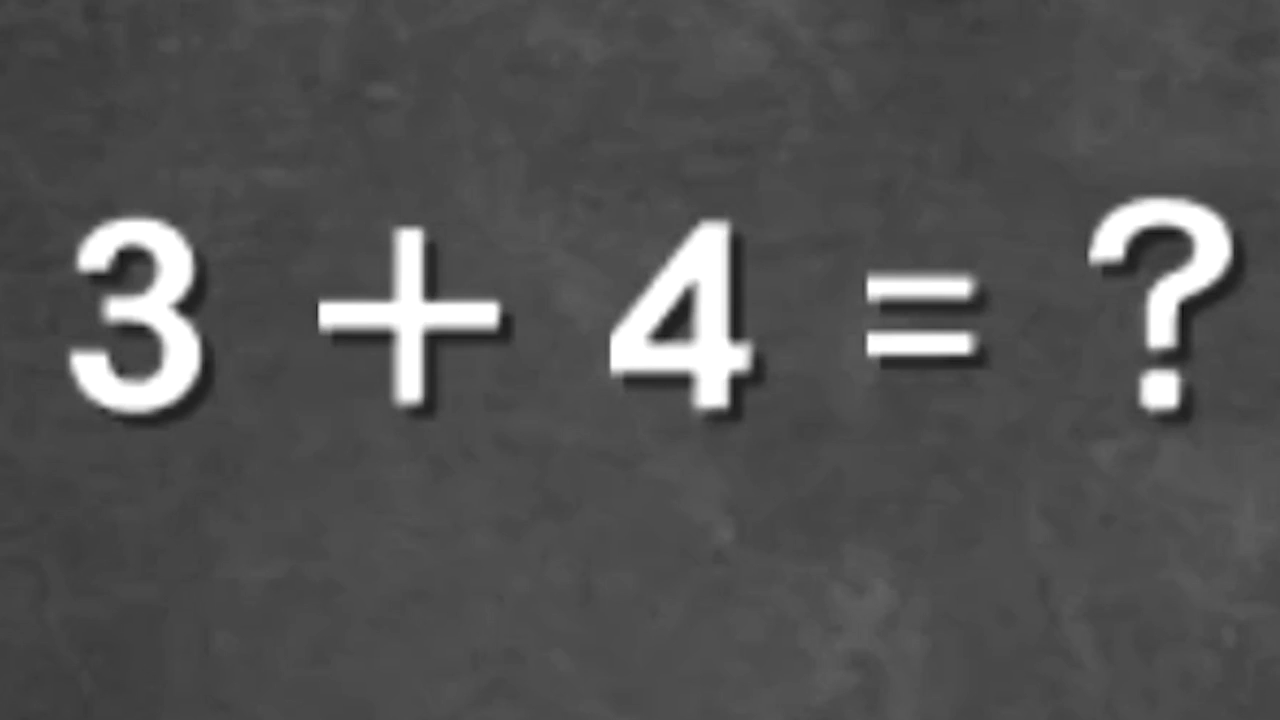 3 + 4 = ?